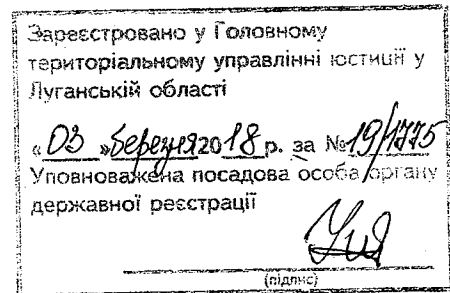 Зареєстровано у Головному
територіальному управлінні юстиції у
Луганській області
«03» березня 2018 р. за №19/1775
Уповноважена посадова особа органу
державної реєстрації
(підпис)